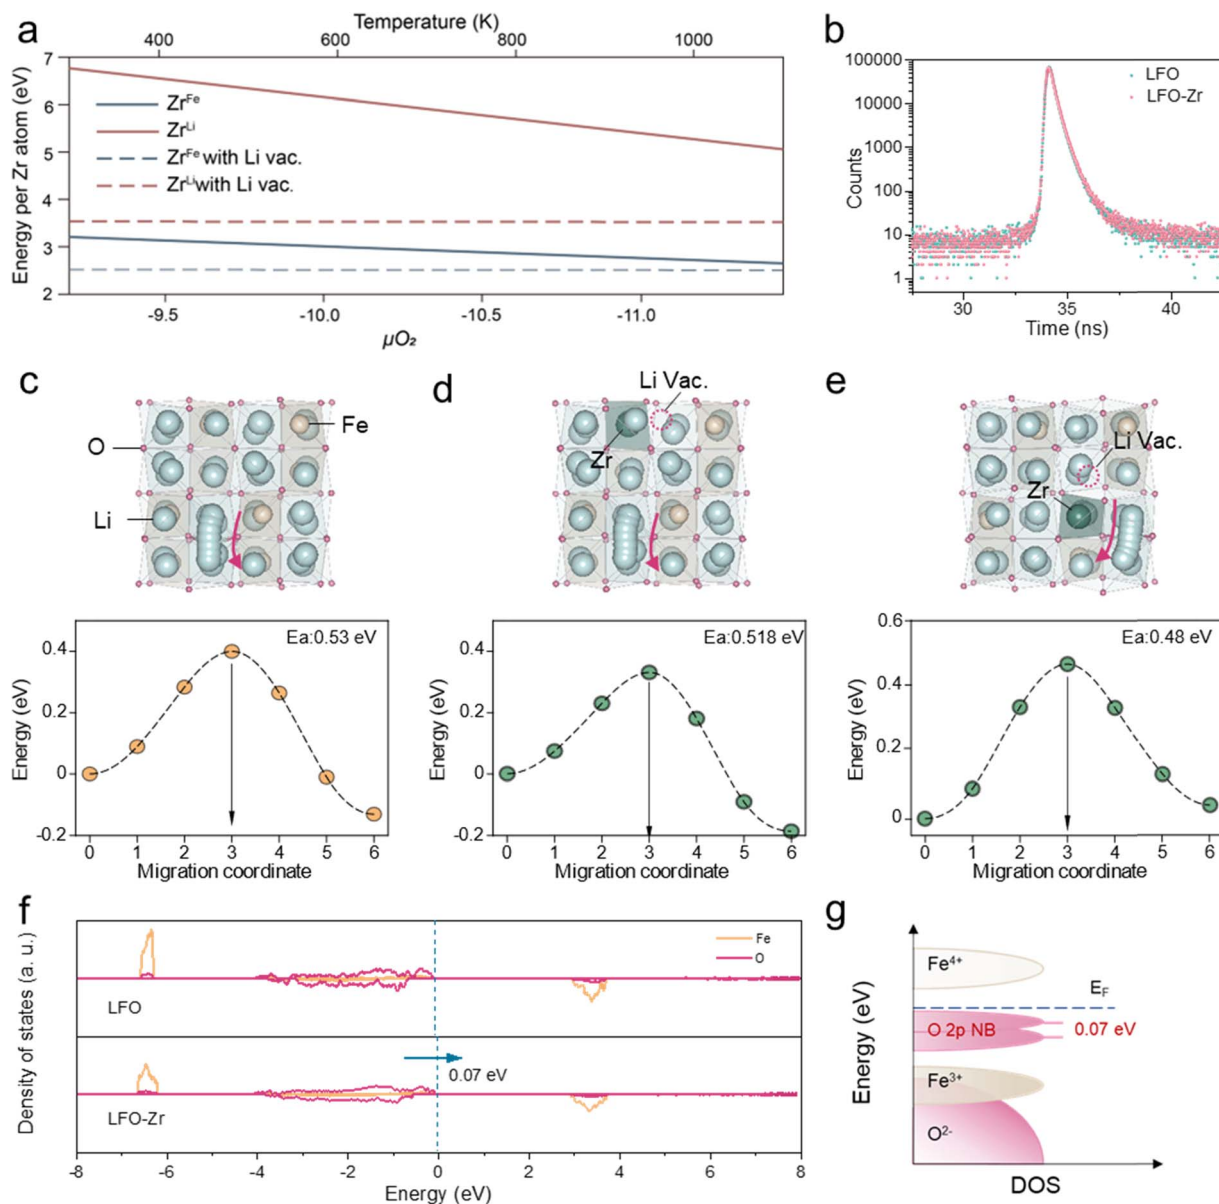 a
Temperature (K)
400 600 800 1000
Energy per Zr atom (eV)
7
6
5
4
3
2
Zr^Fe
Zr^Li
Zr^Fe with Li vac.
Zr^Li with Li vac.
-9.5 -10.0 -10.5 -11.0
μO₂
b
Counts
100000
10000
1000
100
10
1
LFO
LFO-Zr
30 35 40
Time (ns)
c
Fe
O
Li
d
Li Vac.
Zr
e
Li Vac.
Zr
Energy (eV)
0.4
0.2
0
-0.2
Ea:0.53 eV
0 1 2 3 4 5 6
Migration coordinate
Energy (eV)
0.4
0.2
0
-0.2
Ea:0.518 eV
0 1 2 3 4 5 6
Migration coordinate
Energy (eV)
0.6
0.4
0.2
0
Ea:0.48 eV
0 1 2 3 4 5 6
Migration coordinate
f
Density of states (a. u.)
Fe
O
LFO
0.07 eV
LFO-Zr
-8 -6 -4 -2 0 2 4 6 8
Energy (eV)
g
Energy (eV)
Fe⁴⁺
E_F
O 2p NB
0.07 eV
Fe³⁺
O²⁻
DOS